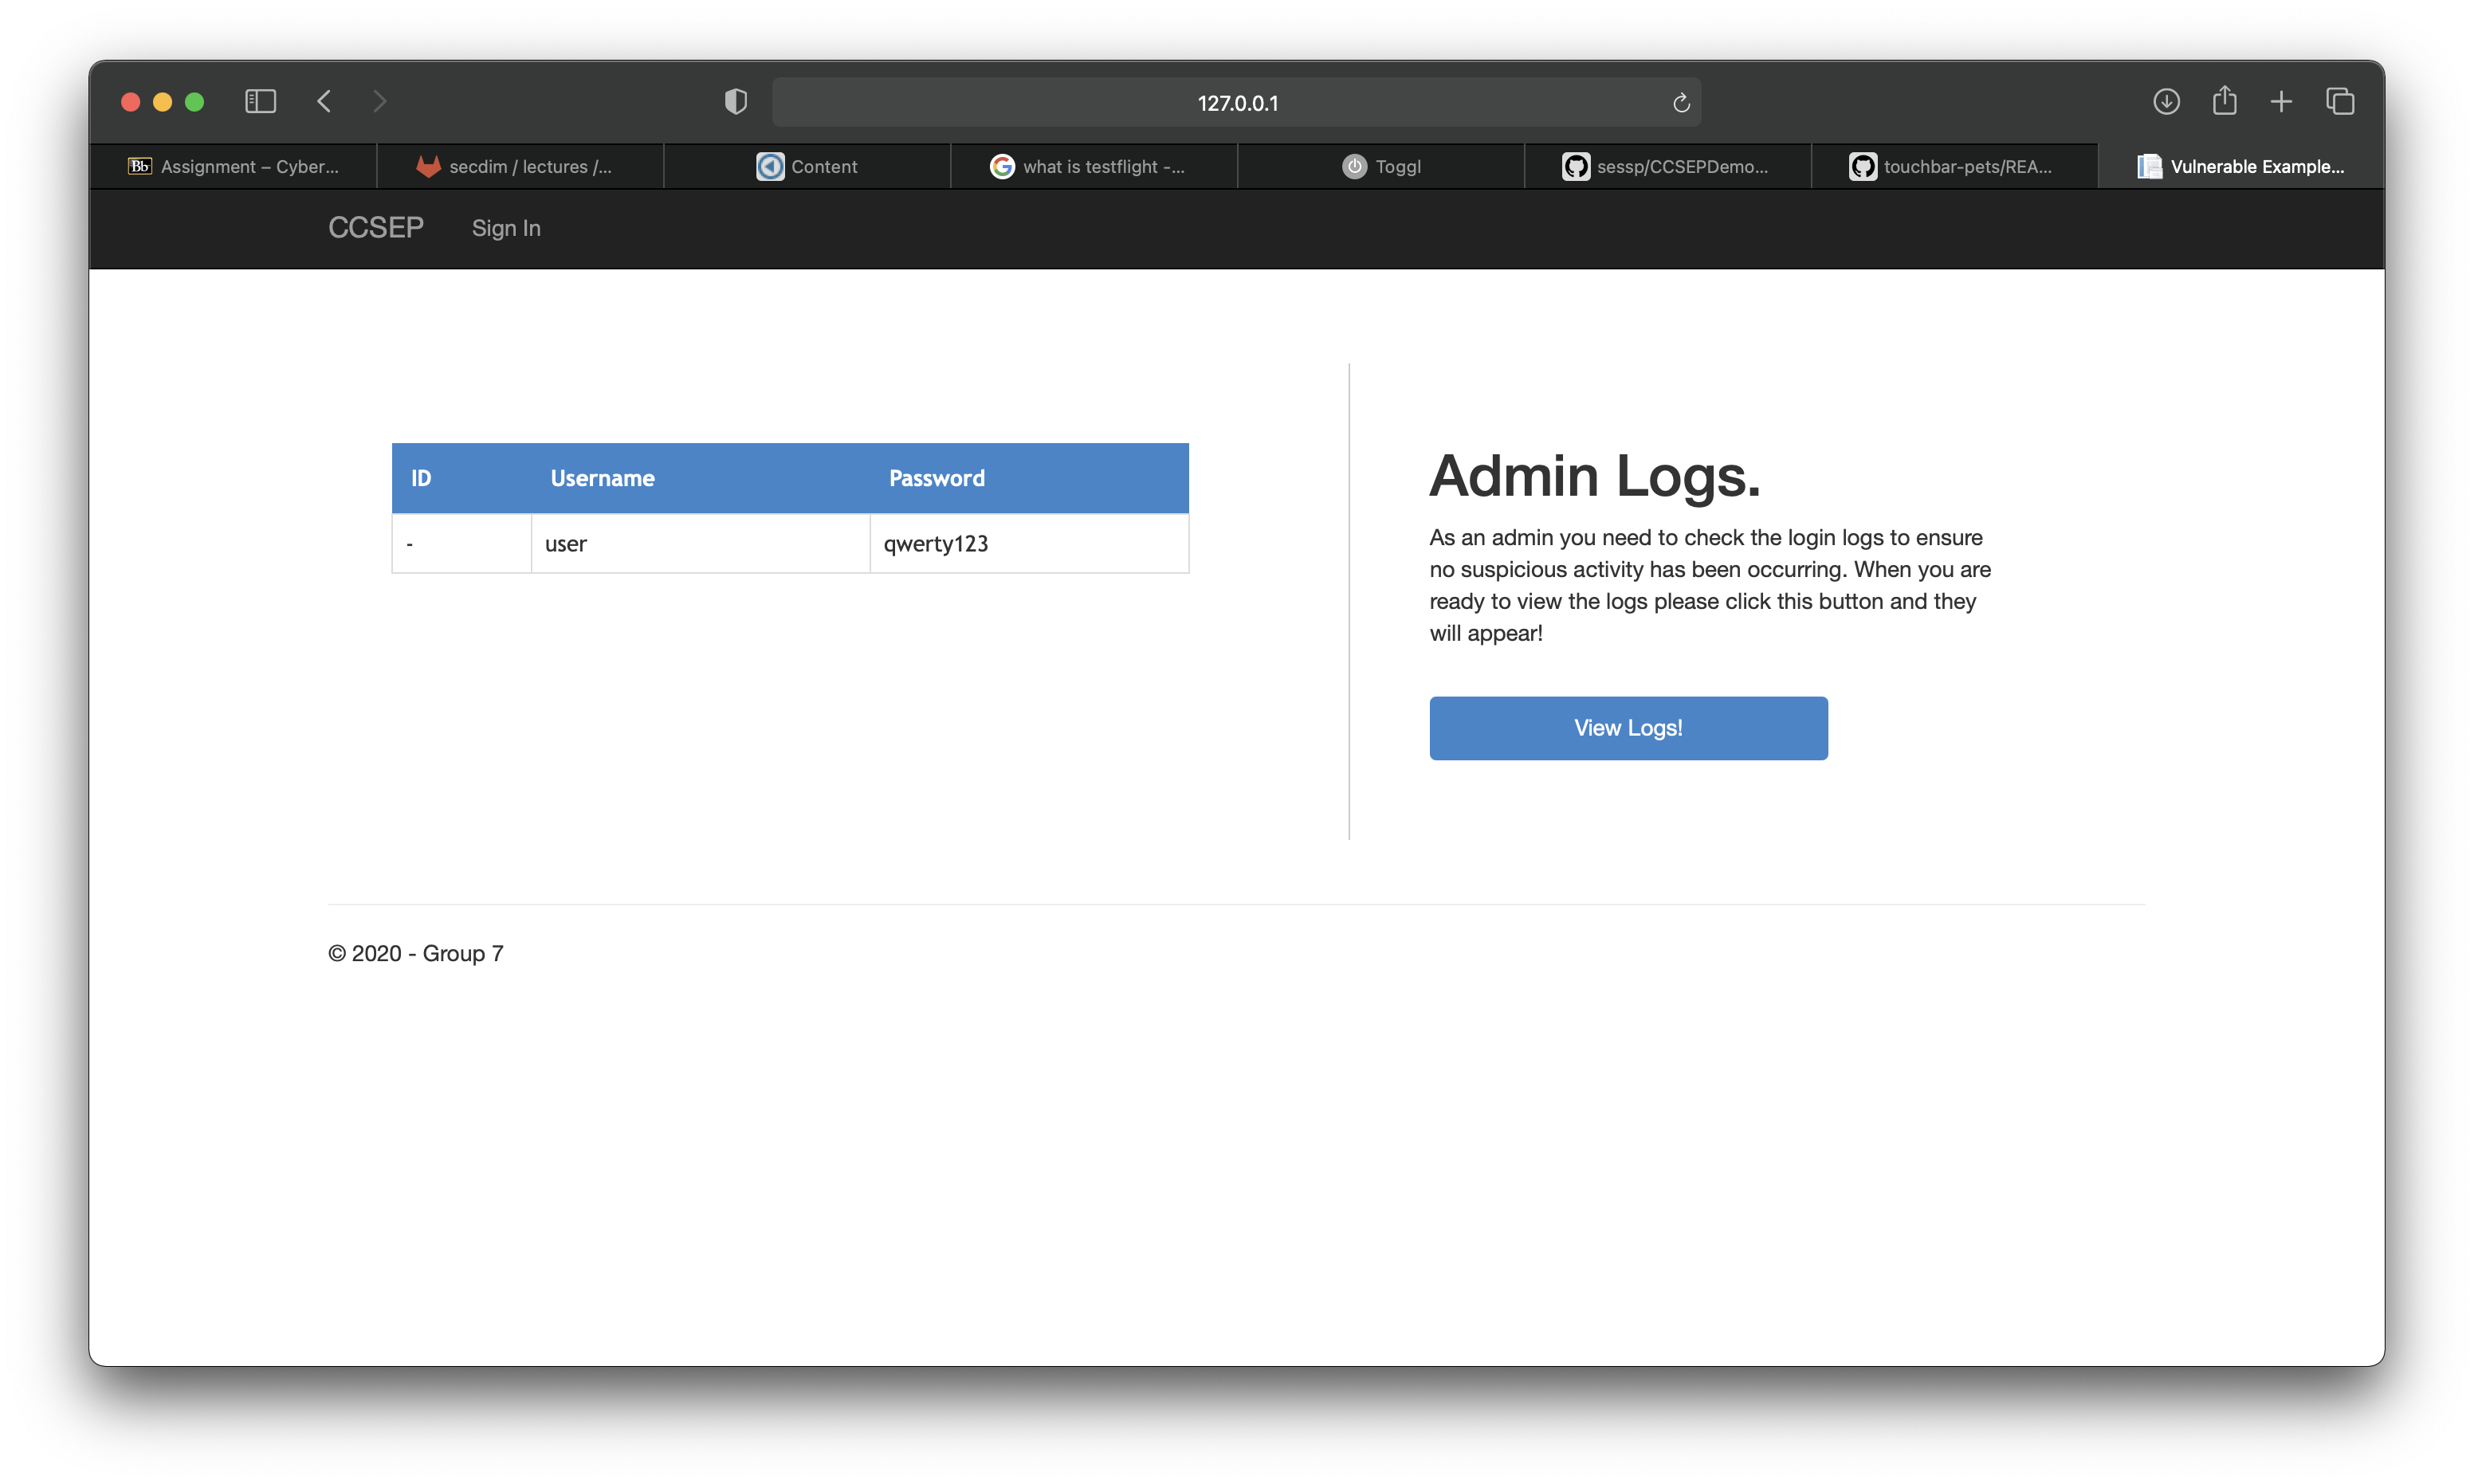 127.0.0.1
Bb Assignment – Cyber...
secdim / lectures /...
Content
what is testflight -...
Toggl
sessp/CCSEPDemo...
touchbar-pets/REA...
Vulnerable Example...
CCSEP Sign In
ID Username Password
- user qwerty123
Admin Logs.
As an admin you need to check the login logs to ensure
no suspicious activity has been occurring. When you are
ready to view the logs please click this button and they
will appear!
View Logs!
© 2020 - Group 7